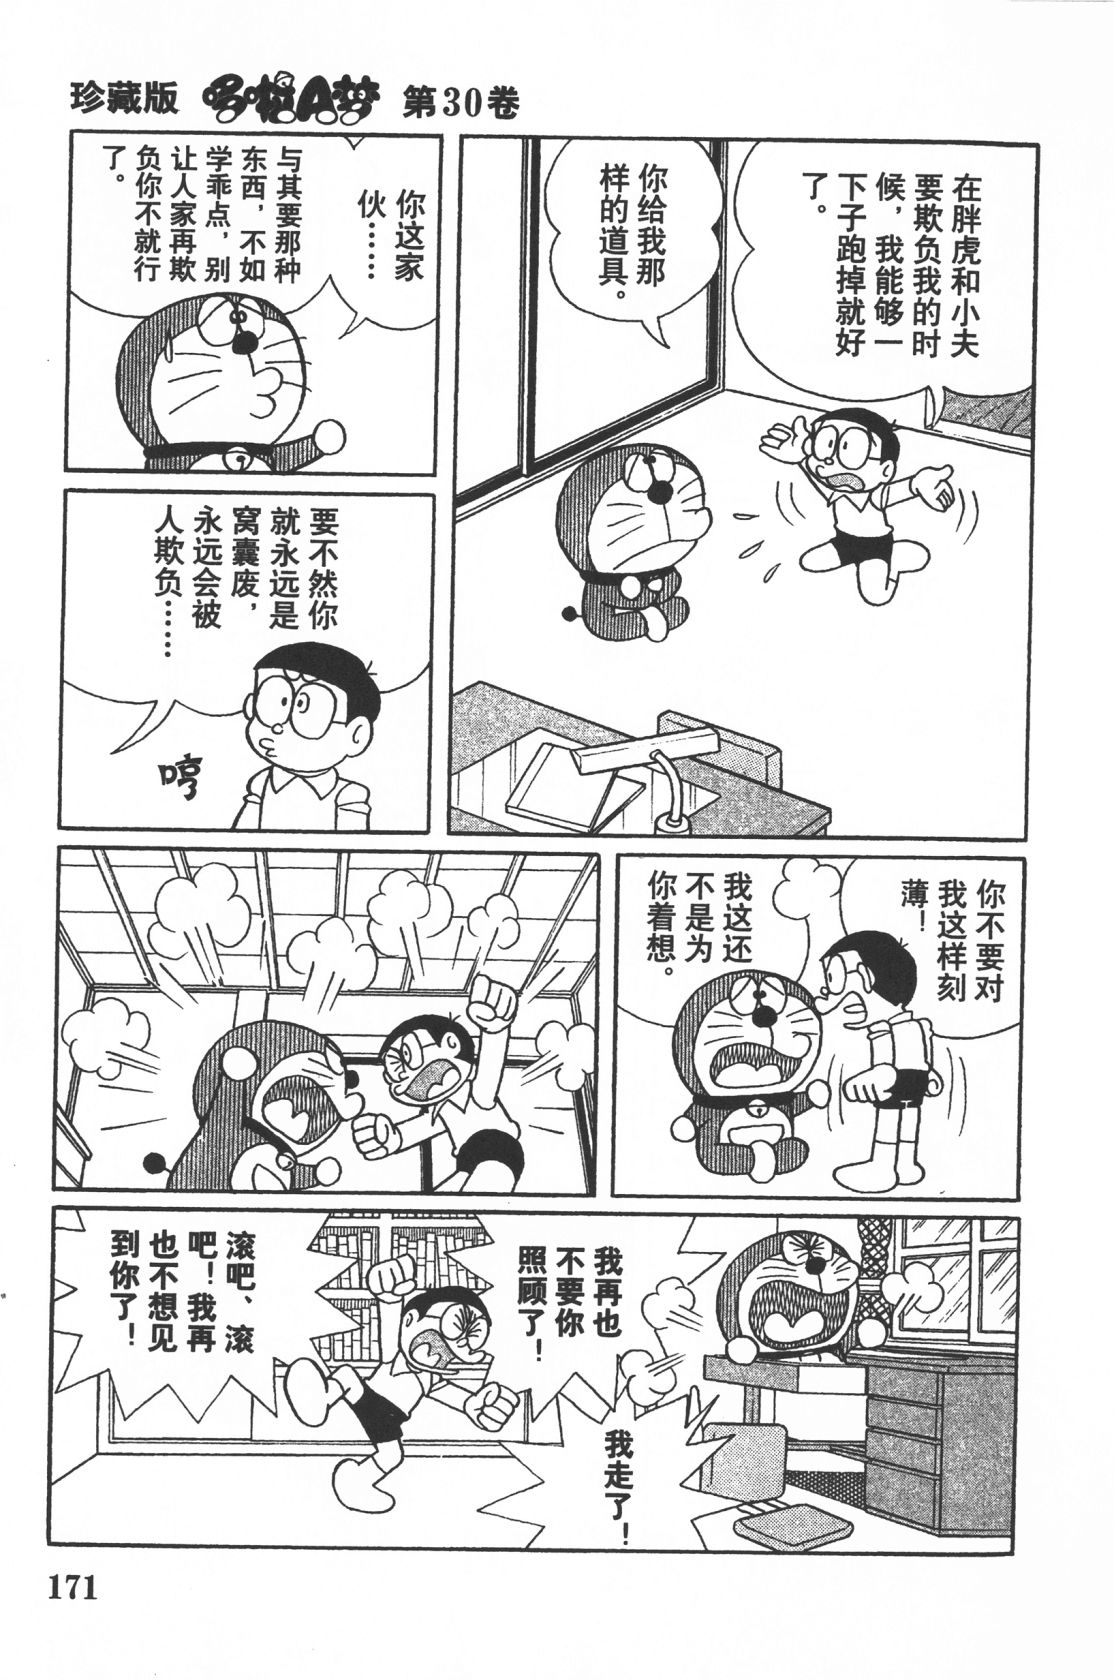 珍藏版 哆啦A梦 第30卷
在胖虎和小夫
要欺负我的时
候，我能够一
下子跑掉就好
了。
你给我那
样的道具。
你这家
伙……
与其要那种
东西，不如
学乖点，别
让人家再欺
负你不就行
了。
要不然你
就永远是
窝囊废，
永远会被
人欺负……
哼
你不要对
我这样刻
薄！
我这还
不是为
你着想。
我再也
不要你
照顾了！
我走了！
滚吧、滚
吧！我再
也不想见
到你了！
171